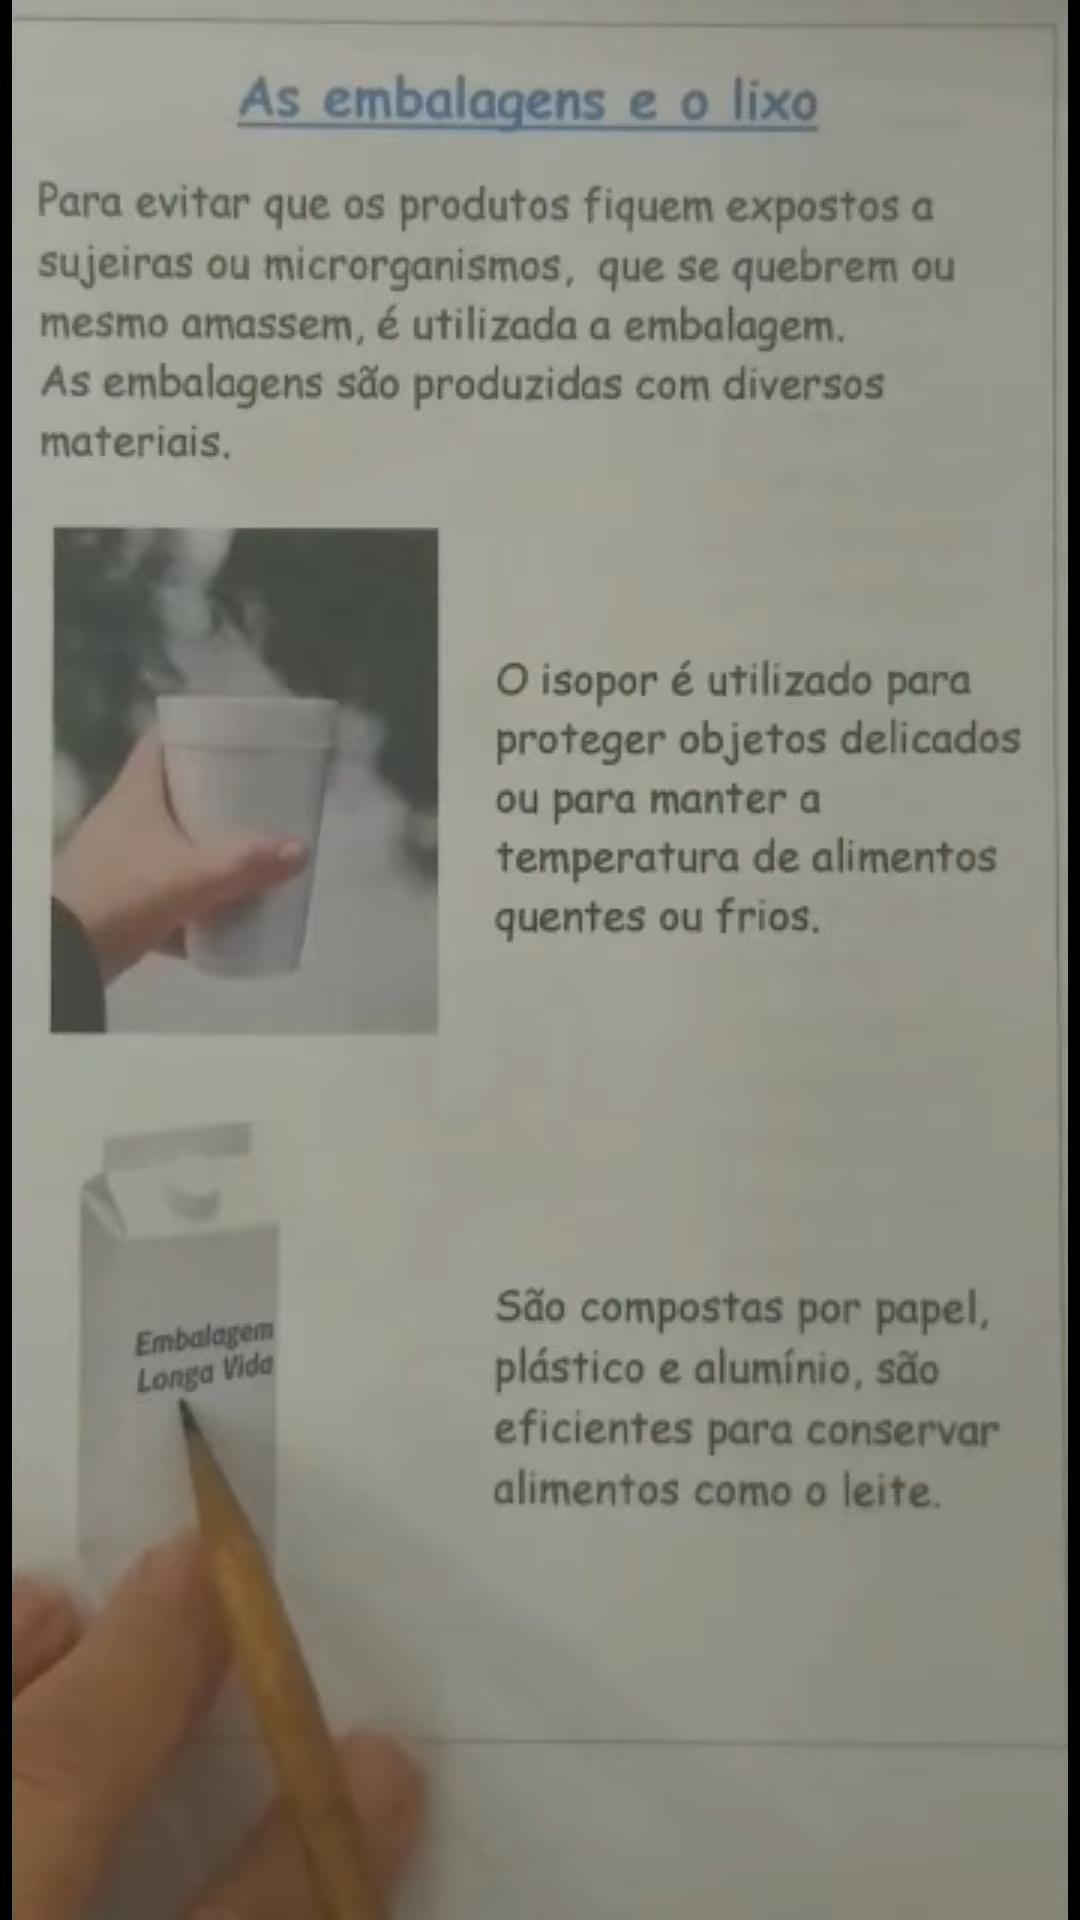 As embalagens e o lixo
Para evitar que os produtos fiquem expostos a
sujeiras ou microrganismos, que se quebrem ou
mesmo amassem, é utilizada a embalagem.
As embalagens são produzidas com diversos
materiais.
O isopor é utilizado para
proteger objetos delicados
ou para manter a
temperatura de alimentos
quentes ou frios.
Embalagem
Longa Vida
São compostas por papel,
plástico e alumínio, são
eficientes para conservar
alimentos como o leite.